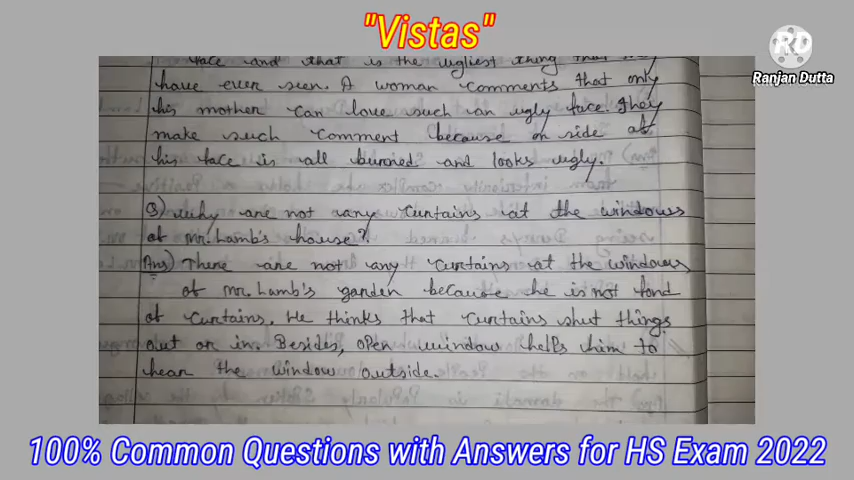 "Vistas"
RD
Ranjan Dutta
face and that is the ugliest thing that they
have ever seen. A woman comments that only
his mother can love such an ugly face. They
make such comment because on side of
his face is all burned and looks ugly.
Q) why are not any curtains at the windows
of mr. Lamb's house?
Ans) There are not any curtains at the windows
of mr. Lamb's garden because he is not fond
of curtains. He thinks that curtains shut things
out or in. Besides, open window helps him to
hear the window outside.
100% Common Questions with Answers for HS Exam 2022